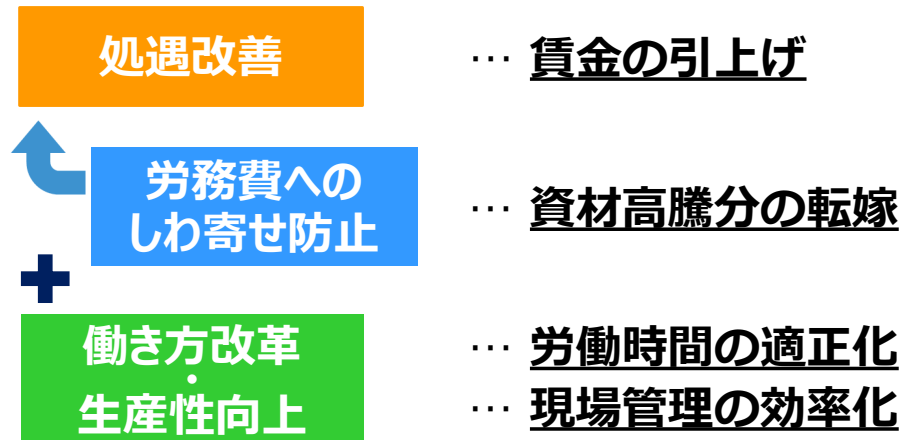 処遇改善
… 賃金の引上げ
労務費への
しわ寄せ防止
… 資材高騰分の転嫁
働き方改革
・
生産性向上
… 労働時間の適正化
… 現場管理の効率化